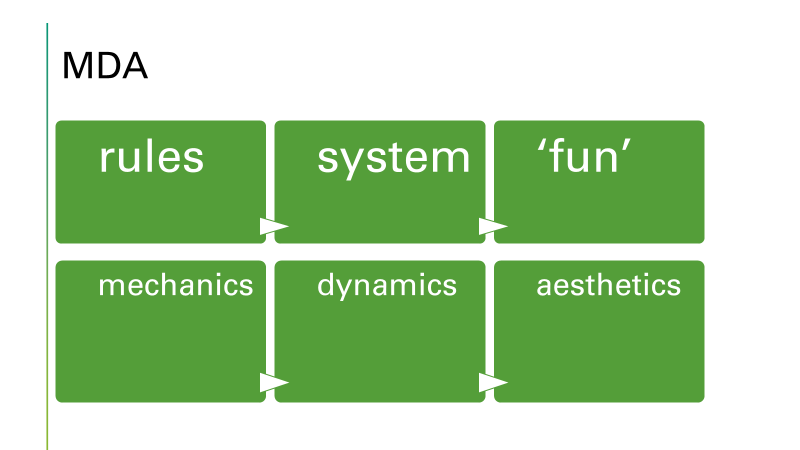 MDA
rules
system
‘fun’
mechanics
dynamics
aesthetics